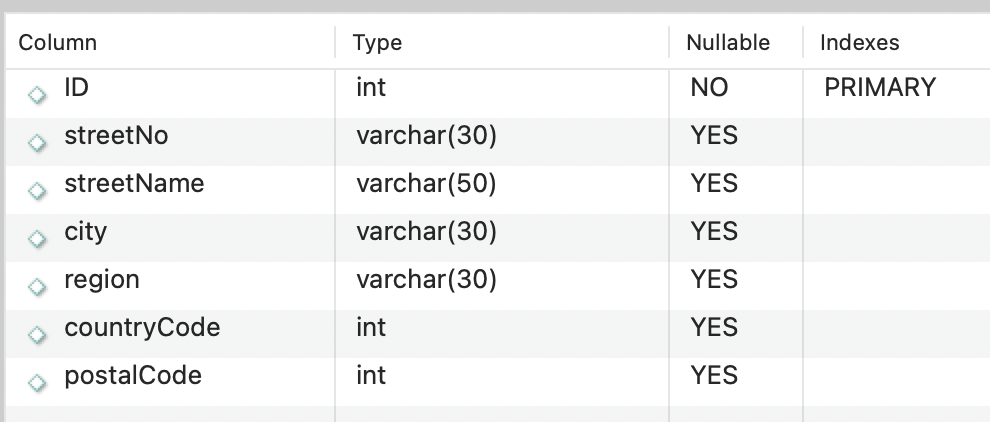 Column Type Nullable Indexes
ID int NO PRIMARY
streetNo varchar(30) YES
streetName varchar(50) YES
city varchar(30) YES
region varchar(30) YES
countryCode int YES
postalCode int YES